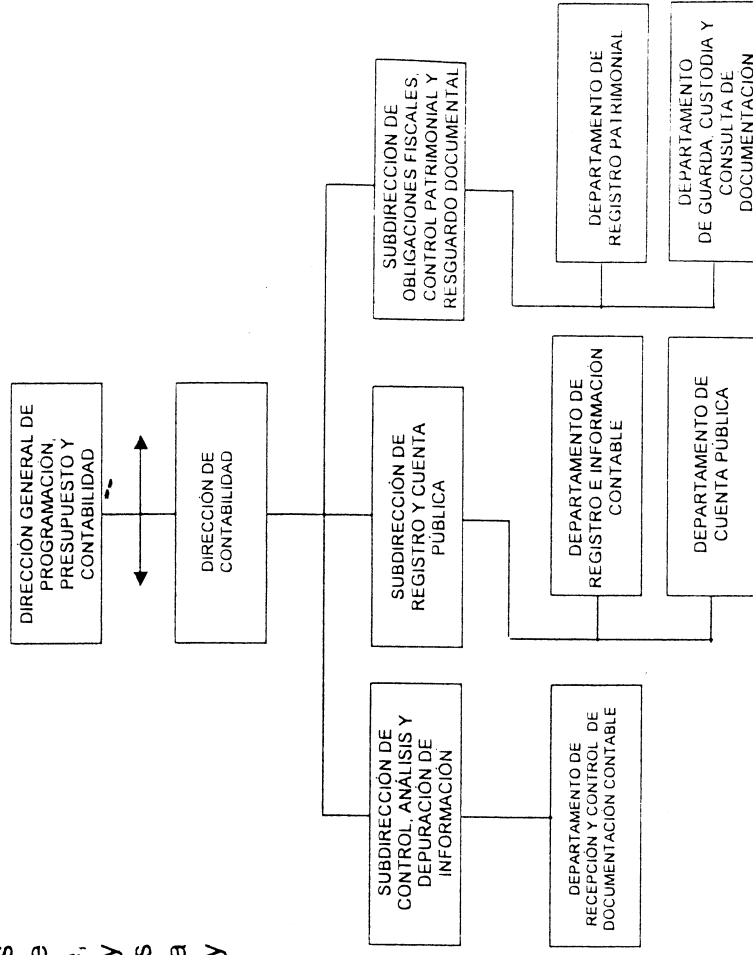 DIRECCIÓN GENERAL DE
PROGRAMACIÓN,
PRESUPUESTO Y
CONTABILIDAD
DIRECCIÓN DE
CONTABILIDAD
SUBDIRECCIÓN DE
CONTROL, ANÁLISIS Y
DEPURACIÓN DE
INFORMACIÓN
SUBDIRECCIÓN DE
REGISTRO Y CUENTA
PÚBLICA
SUBDIRECCION DE
OBLIGACIONES FISCALES,
CONTROL PATRIMONIAL Y
RESGUARDO DOCUMENTAL
DEPARTAMENTO DE
RECEPCIÓN Y CONTROL DE
DOCUMENTACIÓN CONTABLE
DEPARTAMENTO DE
REGISTRO E INFORMACIÓN
CONTABLE
DEPARTAMENTO DE
REGISTRO PATRIMONIAL
DEPARTAMENTO DE
CUENTA PÚBLICA
DEPARTAMENTO
DE GUARDA, CUSTODIA Y
CONSULTA DE
DOCUMENTACIÓN
s
e
y
s
a
y